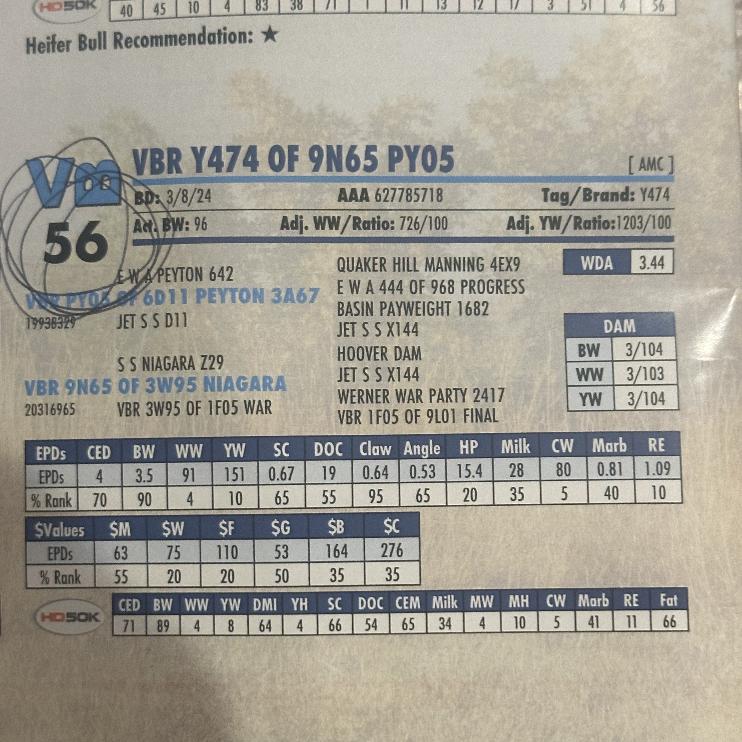 HD50K 40 45 10 4 83 38 71 1 11 13 12 17 3 51 4 56
Heifer Bull Recommendation: ★
VBR Y474 OF 9N65 PY05 [ AMC ]
BD: 3/8/24 AAA 627785718 Tag/Brand: Y474
56
Act. BW: 96 Adj. WW/Ratio: 726/100 Adj. YW/Ratio:1203/100
E W A PEYTON 642
VBR PY05 OF 6D11 PEYTON 3A67
19938329 JET S S D11
S S NIAGARA Z29
VBR 9N65 OF 3W95 NIAGARA
20316965 VBR 3W95 OF 1F05 WAR
QUAKER HILL MANNING 4EX9
E W A 444 OF 968 PROGRESS
BASIN PAYWEIGHT 1682
JET S S X144
HOOVER DAM
JET S S X144
WERNER WAR PARTY 2417
VBR 1F05 OF 9L01 FINAL
WDA 3.44
DAM
BW 3/104
WW 3/103
YW 3/104
EPDs CED BW WW YW SC DOC Claw Angle HP Milk CW Marb RE
EPDs 4 3.5 91 151 0.67 19 0.64 0.53 15.4 28 80 0.81 1.09
% Rank 70 90 4 10 65 55 95 65 20 35 5 40 10
$Values $M $W $F $G $B $C
EPDs 63 75 110 53 164 276
% Rank 55 20 20 50 35 35
HD50K CED BW WW YW DMI YH SC DOC CEM Milk MW MH CW Marb RE Fat
71 89 4 8 64 4 66 54 65 34 4 10 5 41 11 66